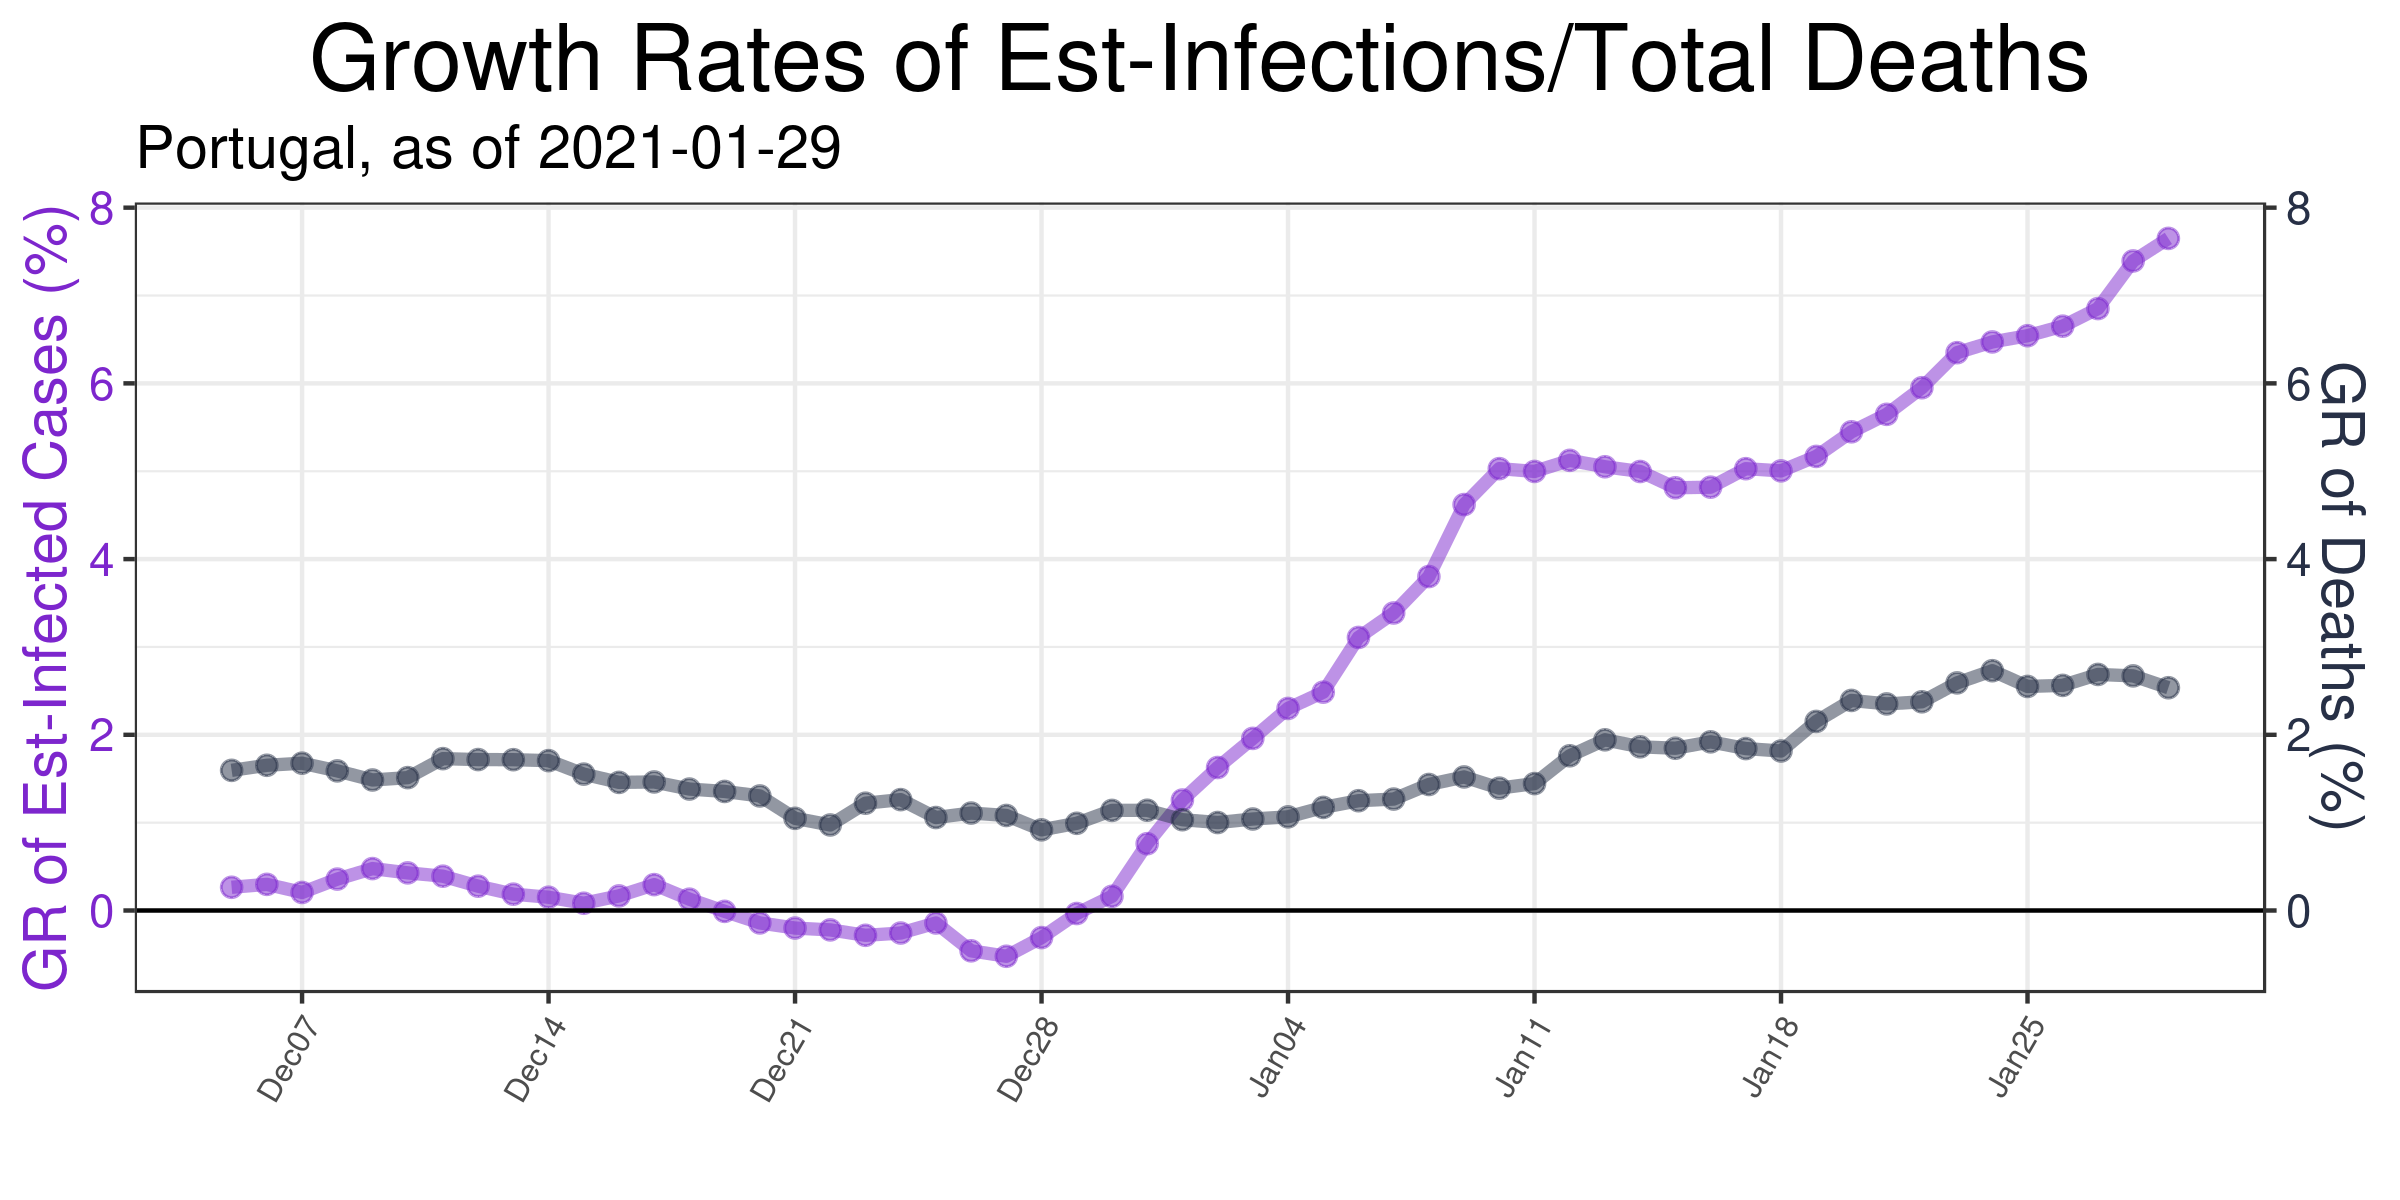 Growth Rates of Est-Infections/Total Deaths
Portugal, as of 2021-01-29
GR of Est-Infected Cases (%)
8
6
4
2
0
8
6
4
2
0
GR of Deaths (%)
Dec07
Dec14
Dec21
Dec28
Jan04
Jan11
Jan18
Jan25